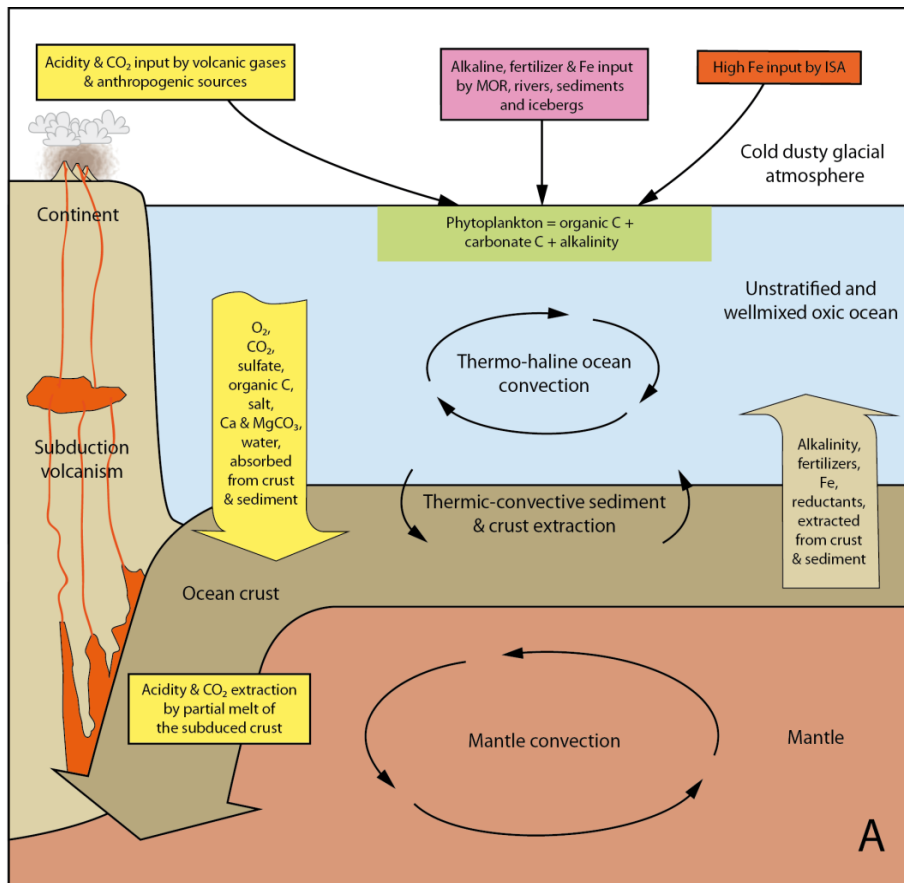 Acidity & CO₂ input by volcanic gases
& anthropogenic sources
Alkaline, fertilizer & Fe input
by MOR, rivers, sediments
and icebergs
High Fe input by ISA
Cold dusty glacial
atmosphere
Continent
Phytoplankton = organic C +
carbonate C + alkalinity
Unstratified and
wellmixed oxic ocean
O₂,
CO₂,
sulfate,
organic C,
salt,
Ca & MgCO₃,
water,
absorbed
from crust
& sediment
Thermo-haline ocean
convection
Subduction
volcanism
Alkalinity,
fertilizers,
Fe,
reductants,
extracted
from crust
& sediment
Thermic-convective sediment
& crust extraction
Ocean crust
Acidity & CO₂ extraction
by partial melt of
the subduced crust
Mantle convection
Mantle
A